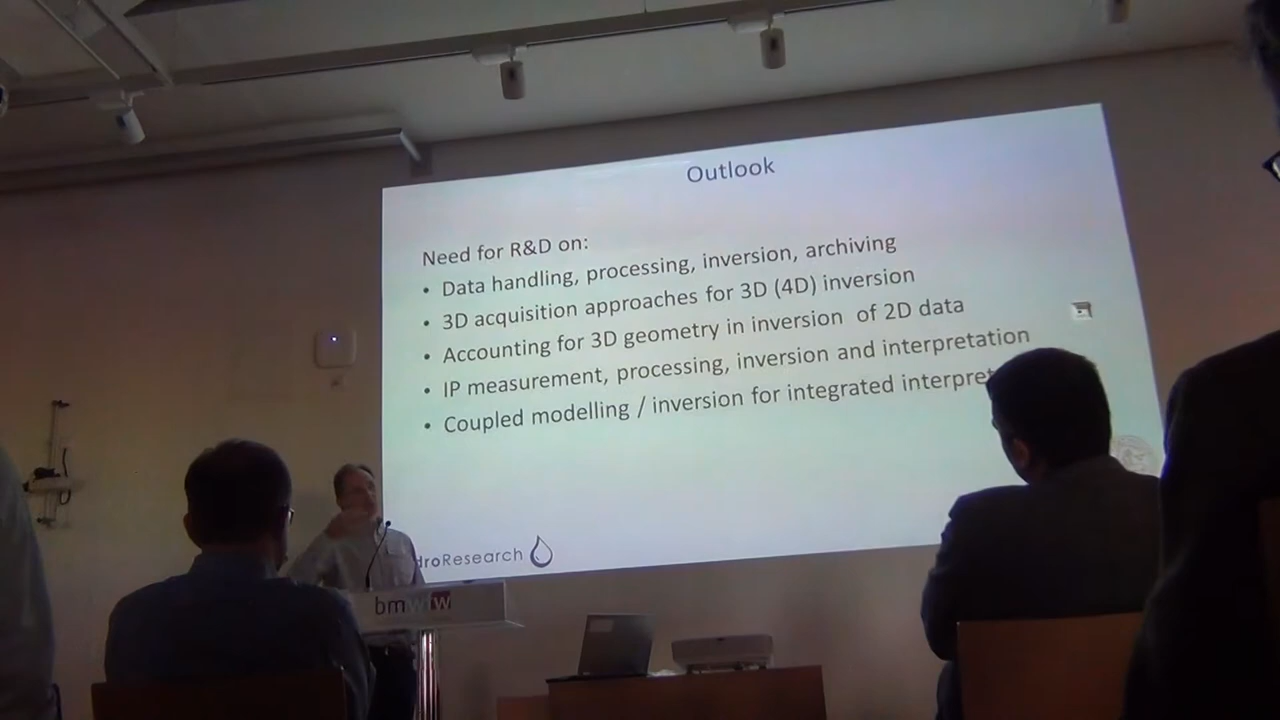 Outlook
Need for R&D on:
• Data handling, processing, inversion, archiving
• 3D acquisition approaches for 3D (4D) inversion
• Accounting for 3D geometry in inversion of 2D data
• IP measurement, processing, inversion and interpretation
• Coupled modelling / inversion for integrated
droResearch
bmwfw